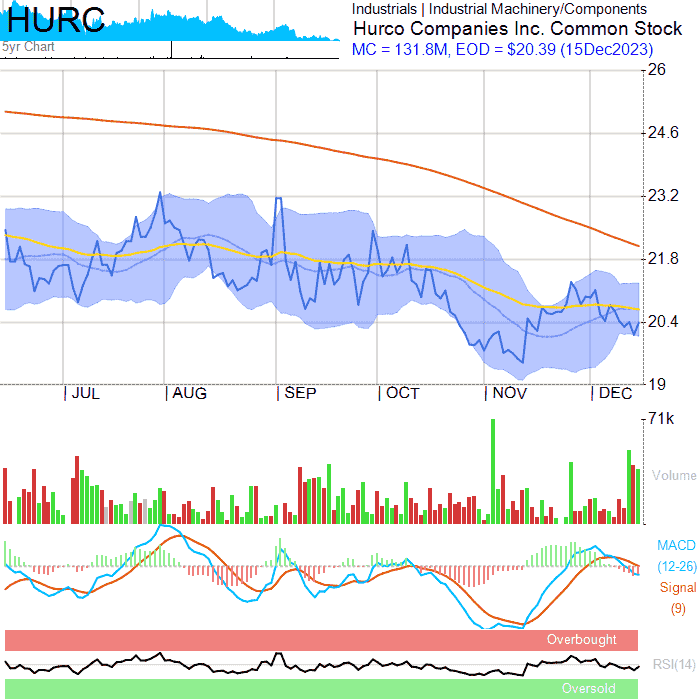 HURC
5yr Chart
Industrials | Industrial Machinery/Components
Hurco Companies Inc. Common Stock
MC = 131.8M, EOD = $20.39 (15Dec2023)
26
24.6
23.2
21.8
20.4
19
JUL
AUG
SEP
OCT
NOV
DEC
71k
Volume
MACD
(12-26)
Signal
(9)
Overbought
RSI(14)
Oversold